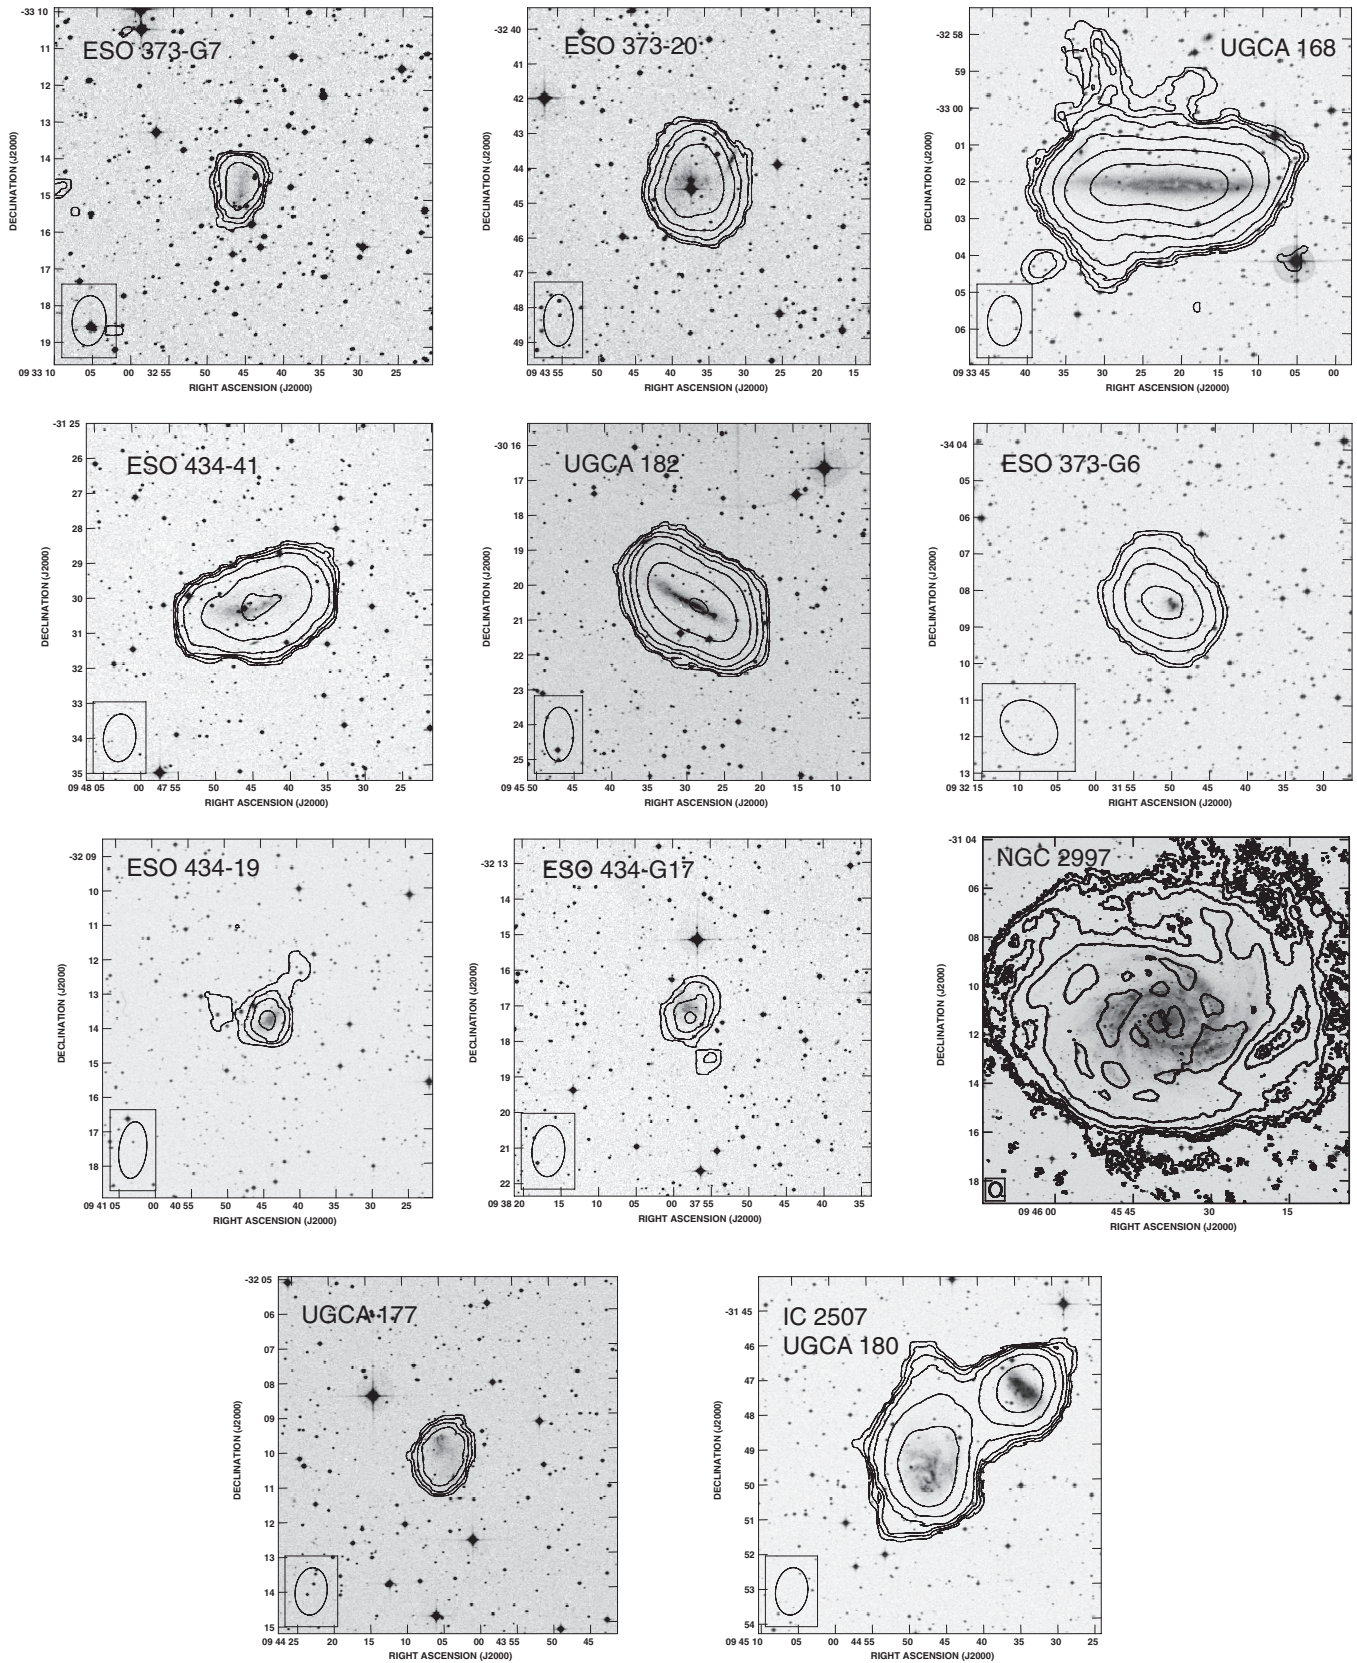 ESO 373-G7
-33 10
11
12
13
14
15
16
17
18
19
DECLINATION (J2000)
09 33 10 05 00 32 55 50 45 40 35 30 25
RIGHT ASCENSION (J2000)
ESO 373-20
-32 40
41
42
43
44
45
46
47
48
49
DECLINATION (J2000)
09 43 55 50 45 40 35 30 25 20 15
RIGHT ASCENSION (J2000)
UGCA 168
-32 58
59
-33 00
01
02
03
04
05
06
DECLINATION (J2000)
09 33 45 40 35 30 25 20 15 10 05 00
RIGHT ASCENSION (J2000)
ESO 434-41
-31 25
26
27
28
29
30
31
32
33
34
35
DECLINATION (J2000)
09 48 05 00 47 55 50 45 40 35 30 25
RIGHT ASCENSION (J2000)
UGCA 182
-30 16
17
18
19
20
21
22
23
24
25
DECLINATION (J2000)
09 45 50 45 40 35 30 25 20 15 10
RIGHT ASCENSION (J2000)
ESO 373-G6
-34 04
05
06
07
08
09
10
11
12
13
DECLINATION (J2000)
09 32 15 10 05 00 31 55 50 45 40 35 30
RIGHT ASCENSION (J2000)
ESO 434-19
-32 09
10
11
12
13
14
15
16
17
18
DECLINATION (J2000)
09 41 05 00 40 55 50 45 40 35 30 25
RIGHT ASCENSION (J2000)
ESO 434-G17
-32 13
14
15
16
17
18
19
20
21
22
DECLINATION (J2000)
09 38 20 15 10 05 00 37 55 50 45 40 35
RIGHT ASCENSION (J2000)
NGC 2997
-31 04
06
08
10
12
14
16
18
DECLINATION (J2000)
09 46 00 45 45 30 15
RIGHT ASCENSION (J2000)
UGCA 177
-32 05
06
07
08
09
10
11
12
13
14
15
DECLINATION (J2000)
09 44 25 20 15 10 05 00 43 55 50 45
RIGHT ASCENSION (J2000)
IC 2507
UGCA 180
-31 45
46
47
48
49
50
51
52
53
54
DECLINATION (J2000)
09 45 10 05 00 44 55 50 45 40 35 30 25
RIGHT ASCENSION (J2000)